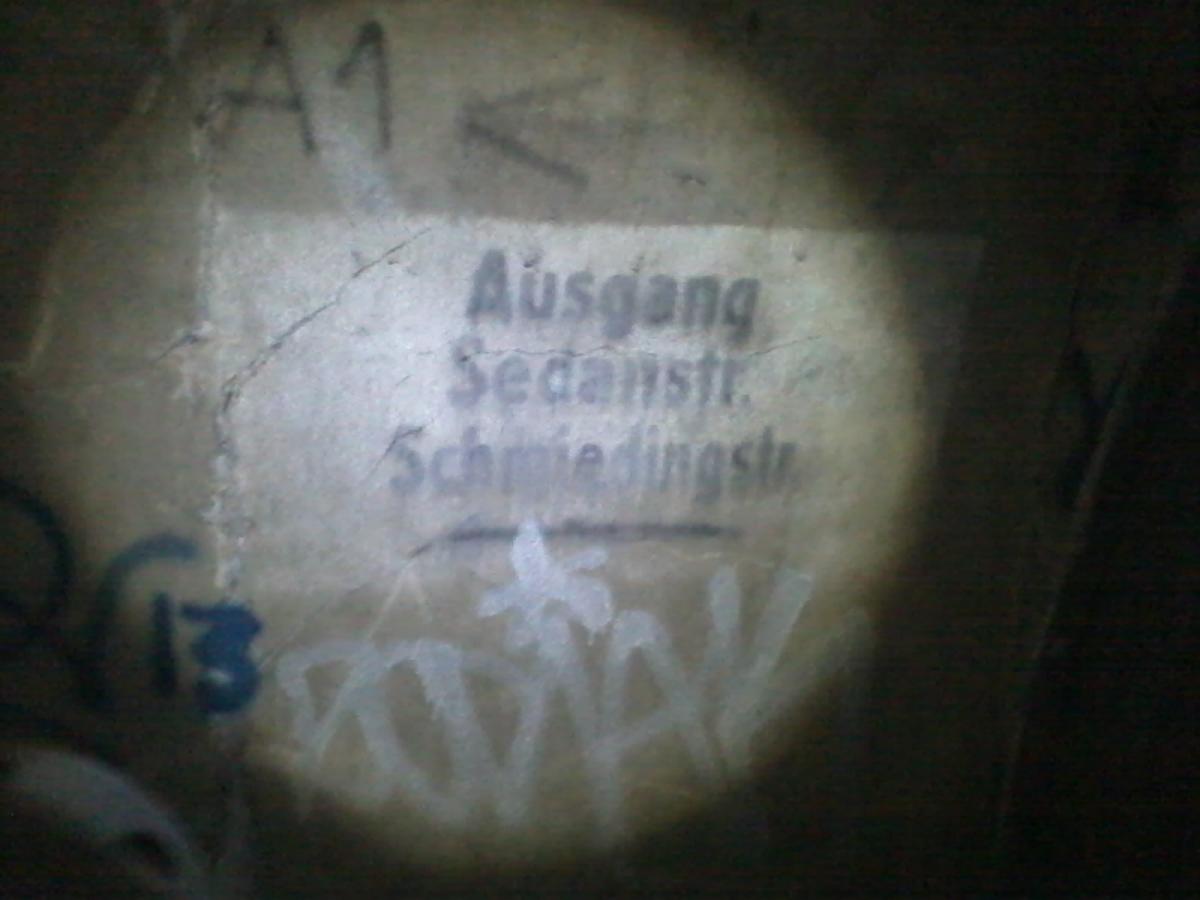 A1 ←
Ausgang
Sedanstr.
Schmiedingstr.
13